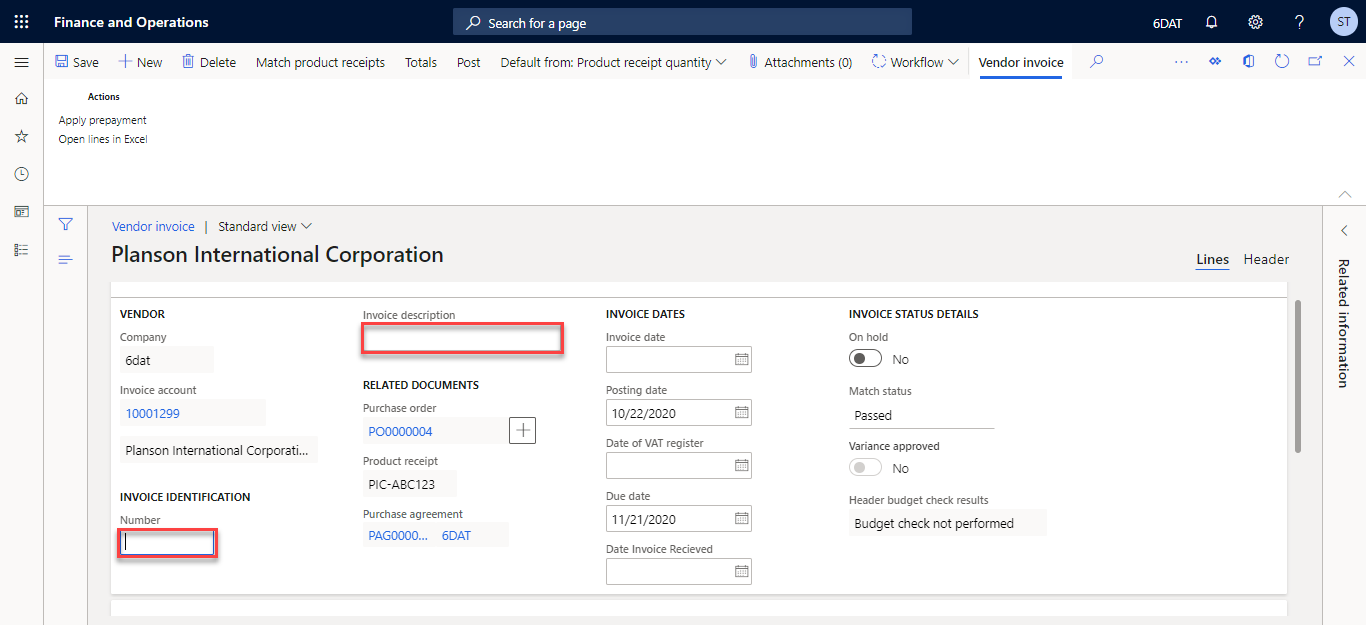 Finance and Operations
Search for a page
6DAT
?
ST
Save
New
Delete
Match product receipts
Totals
Post
Default from: Product receipt quantity
Attachments (0)
Workflow
Vendor invoice
Actions
Apply prepayment
Open lines in Excel
Vendor invoice | Standard view
Planson International Corporation
Lines
Header
Related information
VENDOR
Company
6dat
Invoice account
10001299
Planson International Corporati...
INVOICE IDENTIFICATION
Number
Invoice description
RELATED DOCUMENTS
Purchase order
PO0000004
Product receipt
PIC-ABC123
Purchase agreement
PAG0000... 6DAT
INVOICE DATES
Invoice date
Posting date
10/22/2020
Date of VAT register
Due date
11/21/2020
Date Invoice Recieved
INVOICE STATUS DETAILS
On hold
No
Match status
Passed
Variance approved
No
Header budget check results
Budget check not performed